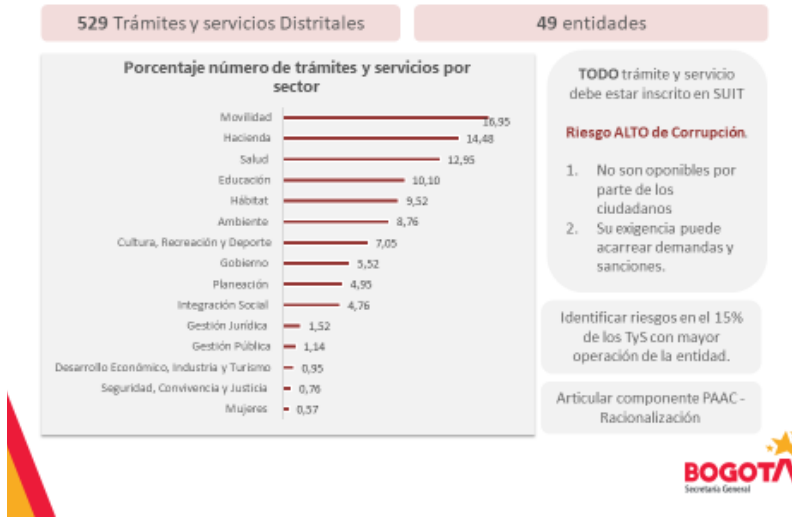 529 Trámites y servicios Distritales
49 entidades
Porcentaje número de trámites y servicios por
sector
Movilidad 16,95
Hacienda 14,48
Salud 12,95
Educación 10,10
Hábitat 9,52
Ambiente 8,76
Cultura, Recreación y Deporte 7,05
Gobierno 5,52
Planeación 4,95
Integración Social 4,76
Gestión Jurídica 1,52
Gestión Pública 1,14
Desarrollo Económico, Industria y Turismo 0,95
Seguridad, Convivencia y Justicia 0,76
Mujeres 0,57
TODO trámite y servicio
debe estar inscrito en SUIT
Riesgo ALTO de Corrupción.
1. No son oponibles por
parte de los
ciudadanos
2. Su exigencia puede
acarrear demandas y
sanciones.
Identificar riesgos en el 15%
de los TyS con mayor
operación de la entidad.
Articular componente PAAC -
Racionalización
BOGOTA
Secretaría General